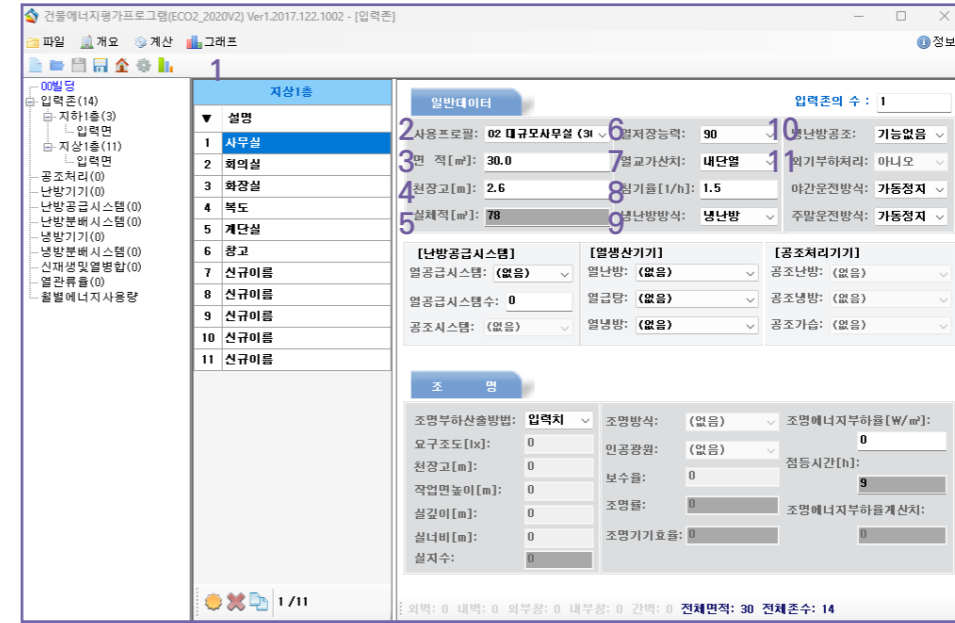 건물에너지평가프로그램(ECO2_2020V2) Ver1.2017.122.1002 - [입력존]
파일 개요 계산 그래프 정보
1
00빌딩
입력존(14)
지하1층(3)
입력면
지상1층(11)
입력면
공조처리(0)
난방기기(0)
난방공급시스템(0)
난방분배시스템(0)
냉방기기(0)
냉방분배시스템(0)
신재생및열병합(0)
열관류율(0)
월별에너지사용량
지상1층
▼ 설명
1 사무실
2 회의실
3 화장실
4 복도
5 계단실
6 창고
7 신규이름
8 신규이름
9 신규이름
10 신규이름
11 신규이름
1 /11
일반데이터 입력존의 수: 1
2 사용프로필: 02 대규모사무실 (30 6 열저장능력: 90 10 냉난방공조: 기능없음
3 면 적[㎡]: 30.0 7 열교가산치: 내단열 11 외기부하처리: 아니오
4 천장고[m]: 2.6 8 침기율[1/h]: 1.5 야간운전방식: 가동정지
5 실체적[㎥]: 78 9 냉난방방식: 냉난방 주말운전방식: 가동정지
[난방공급시스템] [열생산기기] [공조처리기기]
열공급시스템: (없음) 열난방: (없음) 공조난방: (없음)
열공급시스템수: 0 열급탕: (없음) 공조냉방: (없음)
공조시스템: (없음) 열냉방: (없음) 공조가습: (없음)
조 명
조명부하산출방법: 입력치 조명방식: (없음) 조명에너지부하율[W/㎡]:
요구조도[lx]: 0 인공광원: (없음) 0
천장고[m]: 0 보수율: 0 점등시간[h]:
작업면높이[m]: 0 9
실깊이[m]: 0 조명률: 0 조명에너지부하율계산치:
실너비[m]: 0 조명기기효율: 0 0
실지수: 0
외벽: 0 내벽: 0 외부창: 0 내부창: 0 간벽: 0 전체면적: 30 전체존수: 14